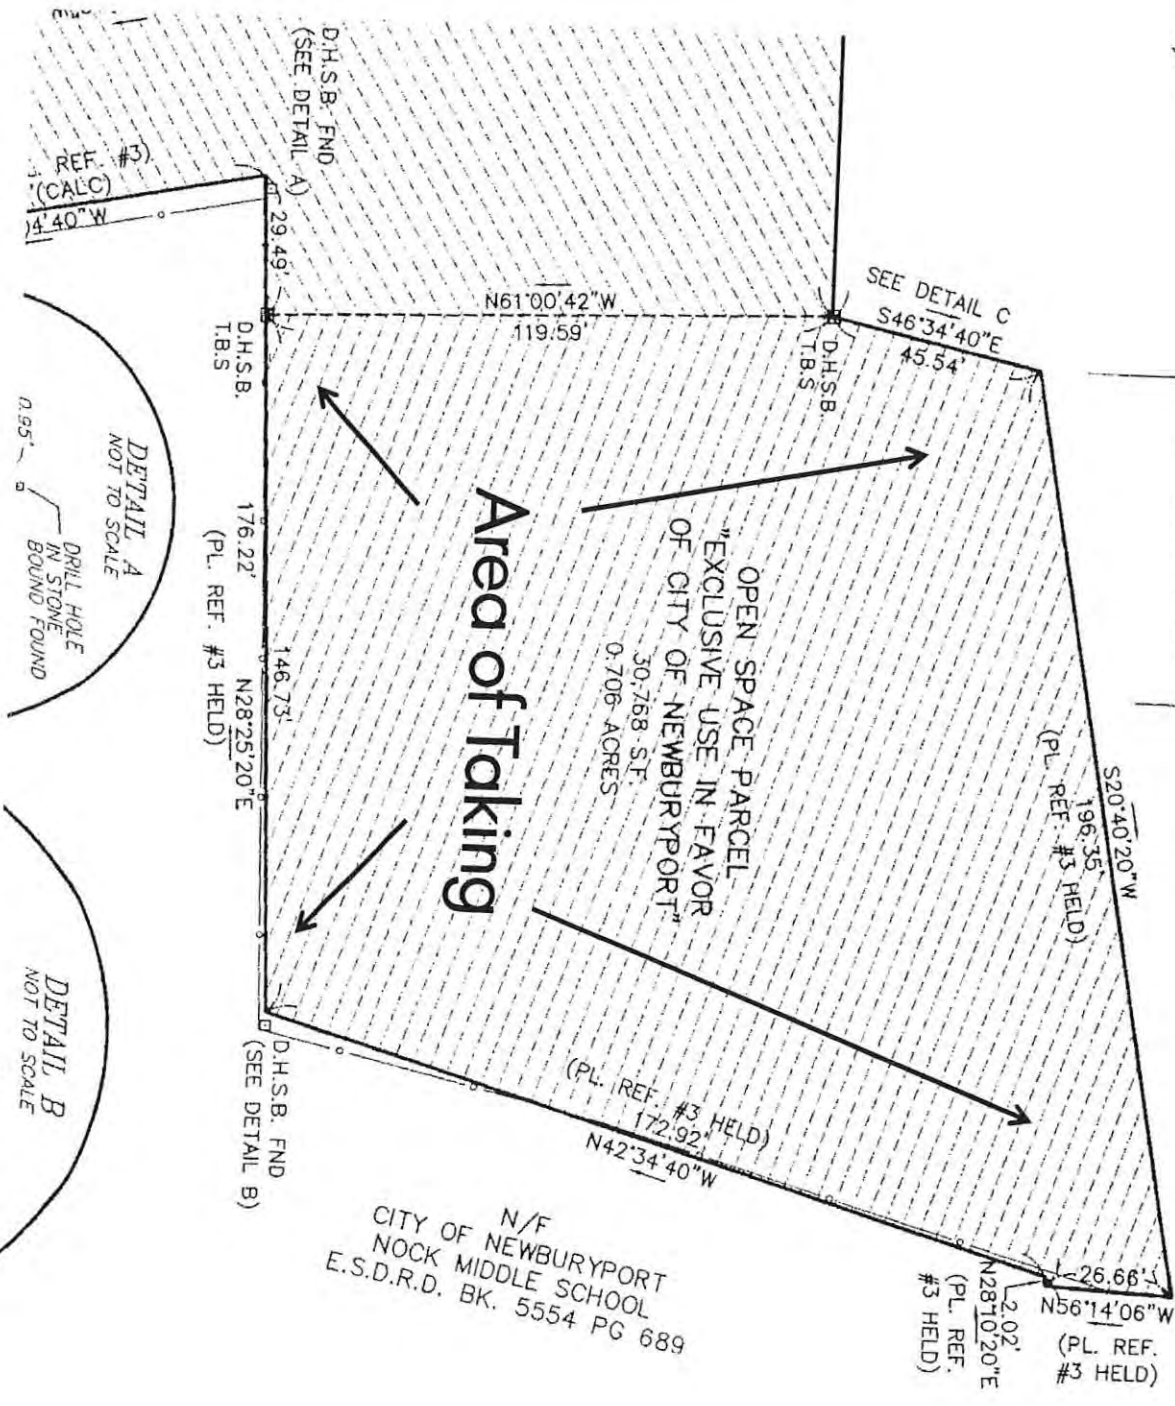 D.H.S.B. FND
(SEE DETAIL A)
REF. #3)
'(CALC)
04'40"W
29.49'
N61°00'42"W
119.59'
D.H.S.B.
T.B.S
D.H.S.B.
T.B.S
SEE DETAIL C
S46°34'40"E
45.54'
DETAIL A
NOT TO SCALE
0.95'
DRILL HOLE
IN STONE
BOUND FOUND
176.22'
(PL. REF #3 HELD)
146.73'
N28°25'20"E
Area of Taking
OPEN SPACE PARCEL
"EXCLUSIVE USE IN FAVOR
OF CITY OF NEWBURYPORT"
30,768 S.F.
0.706 ACRES
S20°40'20"W
196.35'
(PL. REF. #3 HELD)
DETAIL B
NOT TO SCALE
D.H.S.B. FND
(SEE DETAIL B)
(PL. REF. #3 HELD)
172.92'
N42°34'40"W
N/F
CITY OF NEWBURYPORT
NOCK MIDDLE SCHOOL
E.S.D.R.D. BK. 5554 PG 689
26.66'
N56°14'06"W
(PL. REF.
#3 HELD)
2.02'
N28°10'20"E
(PL. REF.
#3 HELD)